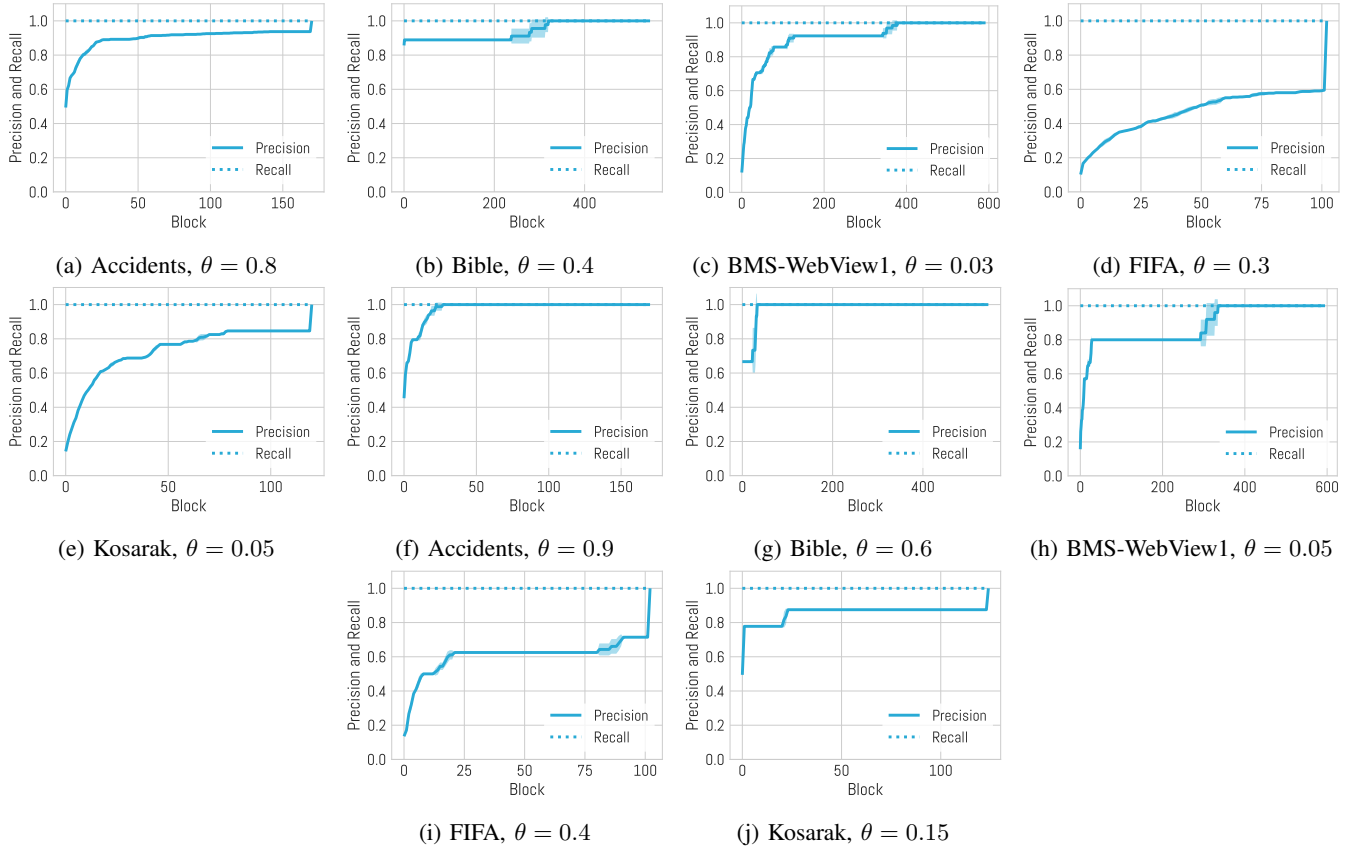 Precision and Recall
1.0
0.8
0.6
0.4
0.2
0.0
Precision
Recall
0 50 100 150
Block
(a) Accidents, θ = 0.8
Precision and Recall
1.0
0.8
0.6
0.4
0.2
0.0
Precision
Recall
0 200 400
Block
(b) Bible, θ = 0.4
Precision and Recall
1.0
0.8
0.6
0.4
0.2
0.0
Precision
Recall
0 200 400 600
Block
(c) BMS-WebView1, θ = 0.03
Precision and Recall
1.0
0.8
0.6
0.4
0.2
0.0
Precision
Recall
0 25 50 75 100
Block
(d) FIFA, θ = 0.3
Precision and Recall
1.0
0.8
0.6
0.4
0.2
0.0
Precision
Recall
0 50 100
Block
(e) Kosarak, θ = 0.05
Precision and Recall
1.0
0.8
0.6
0.4
0.2
0.0
Precision
Recall
0 50 100 150
Block
(f) Accidents, θ = 0.9
Precision and Recall
1.0
0.8
0.6
0.4
0.2
0.0
Precision
Recall
0 200 400
Block
(g) Bible, θ = 0.6
Precision and Recall
1.0
0.8
0.6
0.4
0.2
0.0
Precision
Recall
0 200 400 600
Block
(h) BMS-WebView1, θ = 0.05
Precision and Recall
1.0
0.8
0.6
0.4
0.2
0.0
Precision
Recall
0 25 50 75 100
Block
(i) FIFA, θ = 0.4
Precision and Recall
1.0
0.8
0.6
0.4
0.2
0.0
Precision
Recall
0 50 100
Block
(j) Kosarak, θ = 0.15